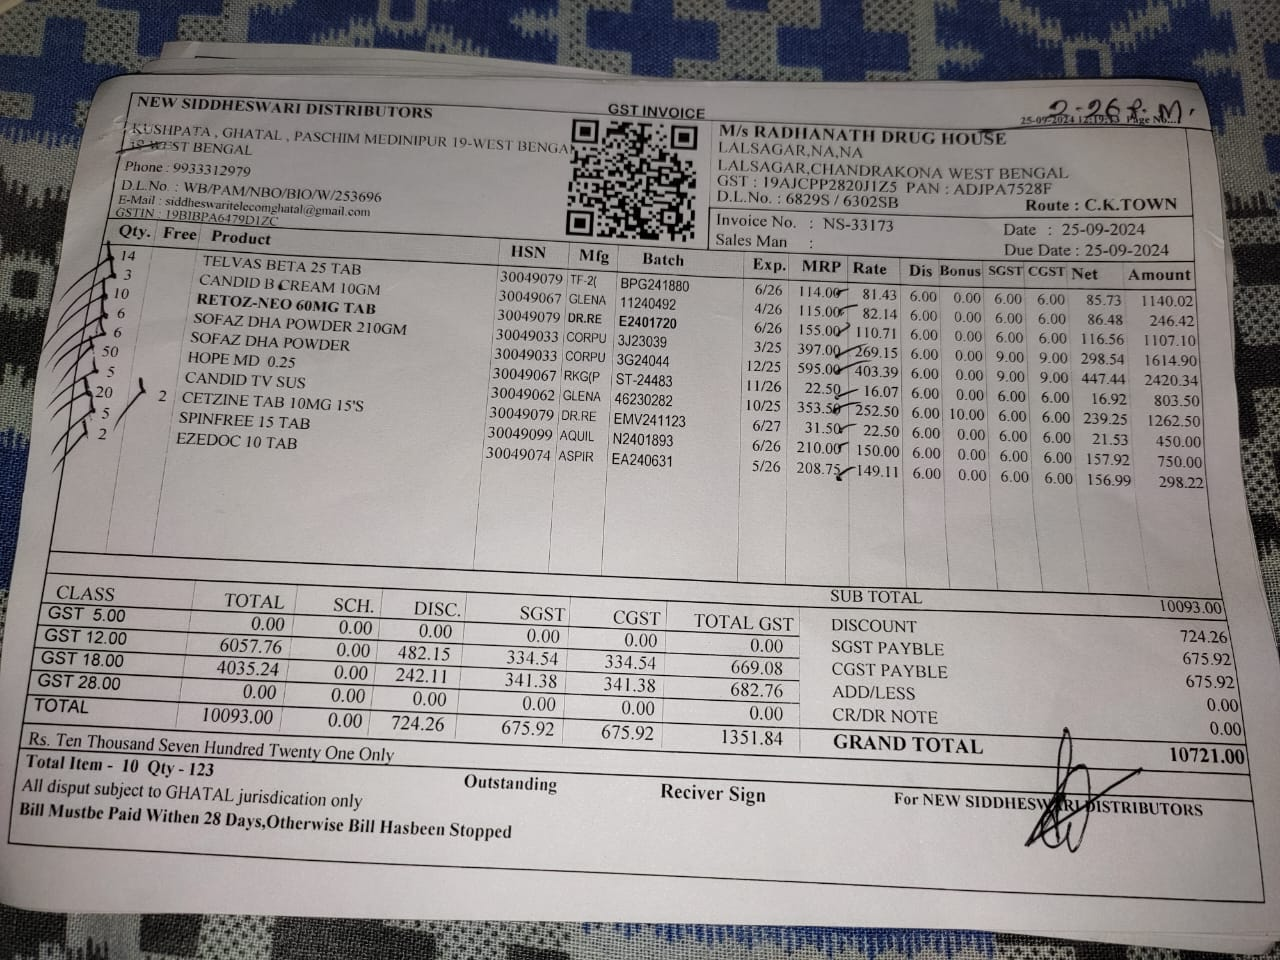 GST INVOICE
2-26 P.M.
25-09-2024 12:19:33 Page No...1
NEW SIDDHESWARI DISTRIBUTORS
KUSHPATA , GHATAL , PASCHIM MEDINIPUR 19-WEST BENGAL
19-WEST BENGAL
Phone : 9933312979
D.L.No. : WB/PAM/NBO/BIO/W/253696
E-Mail : siddheswaritelecomghatal@gmail.com
GSTIN : 19BIBPA6479D1ZC
M/s RADHANATH DRUG HOUSE
LALSAGAR,NA,NA
LALSAGAR,CHANDRAKONA WEST BENGAL
GST : 19AJCPP2820J1Z5 PAN : ADJPA7528F
D.L.No. : 6829S / 6302SB Route : C.K.TOWN
Invoice No. : NS-33173 Date : 25-09-2024
Sales Man : Due Date : 25-09-2024
Qty. Free Product HSN Mfg Batch Exp. MRP Rate Dis Bonus SGST CGST Net Amount
14 TELVAS BETA 25 TAB 30049079 TF-2( BPG241880 6/26 114.00 81.43 6.00 0.00 6.00 6.00 85.73 1140.02
3 CANDID B CREAM 10GM 30049067 GLENA 11240492 4/26 115.00 82.14 6.00 0.00 6.00 6.00 86.48 246.42
10 RETOZ-NEO 60MG TAB 30049079 DR.RE E2401720 6/26 155.00 110.71 6.00 0.00 6.00 6.00 116.56 1107.10
6 SOFAZ DHA POWDER 210GM 30049033 CORPU 3J23039 3/25 397.00 269.15 6.00 0.00 9.00 9.00 298.54 1614.90
6 SOFAZ DHA POWDER 30049033 CORPU 3G24044 12/25 595.00 403.39 6.00 0.00 9.00 9.00 447.44 2420.34
50 HOPE MD 0.25 30049067 RKG(P ST-24483 11/26 22.50 16.07 6.00 0.00 6.00 6.00 16.92 803.50
5 CANDID TV SUS 30049062 GLENA 46230282 10/25 353.50 252.50 6.00 10.00 6.00 6.00 239.25 1262.50
20 2 CETZINE TAB 10MG 15'S 30049079 DR.RE EMV241123 6/27 31.50 22.50 6.00 0.00 6.00 6.00 21.53 450.00
5 SPINFREE 15 TAB 30049099 AQUIL N2401893 6/26 210.00 150.00 6.00 0.00 6.00 6.00 157.92 750.00
2 EZEDOC 10 TAB 30049074 ASPIR EA240631 5/26 208.75 149.11 6.00 0.00 6.00 6.00 156.99 298.22
CLASS TOTAL SCH. DISC. SGST CGST TOTAL GST
GST 5.00 0.00 0.00 0.00 0.00 0.00 0.00
GST 12.00 6057.76 0.00 482.15 334.54 334.54 669.08
GST 18.00 4035.24 0.00 242.11 341.38 341.38 682.76
GST 28.00 0.00 0.00 0.00 0.00 0.00 0.00
TOTAL 10093.00 0.00 724.26 675.92 675.92 1351.84
SUB TOTAL 10093.00
DISCOUNT 724.26
SGST PAYBLE 675.92
CGST PAYBLE 675.92
ADD/LESS 0.00
CR/DR NOTE 0.00
GRAND TOTAL 10721.00
Rs. Ten Thousand Seven Hundred Twenty One Only
Total Item - 10 Qty - 123
Outstanding Reciver Sign For NEW SIDDHESWARI DISTRIBUTORS
All disput subject to GHATAL jurisdication only
Bill Mustbe Paid Withen 28 Days,Otherwise Bill Hasbeen Stopped